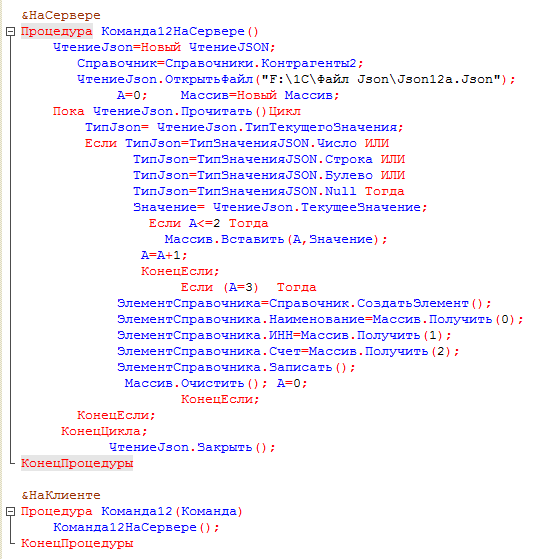 &НаСервере
Процедура Команда12НаСервере()
ЧтениеJson=Новый ЧтениеJSON;
Справочник=Справочники.Контрагенты2;
ЧтениеJson.ОткрытьФайл("F:\1С\Файл Json\Json12a.Json");
А=0; Массив=Новый Массив;
Пока ЧтениеJson.Прочитать()Цикл
ТипJson= ЧтениеJson.ТипТекущегоЗначения;
Если ТипJson=ТипЗначенияJSON.Число ИЛИ
ТипJson=ТипЗначенияJSON.Строка ИЛИ
ТипJson=ТипЗначенияJSON.Булево ИЛИ
ТипJson=ТипЗначенияJSON.Null Тогда
Значение= ЧтениеJson.ТекущееЗначение;
Если А<=2 Тогда
Массив.Вставить(А,Значение);
А=А+1;
КонецЕсли;
Если (А=3)  Тогда
ЭлементСправочника=Справочник.СоздатьЭлемент();
ЭлементСправочника.Наименование=Массив.Получить(0);
ЭлементСправочника.ИНН=Массив.Получить(1);
ЭлементСправочника.Счет=Массив.Получить(2);
ЭлементСправочника.Записать();
Массив.Очистить(); А=0;
КонецЕсли;
КонецЕсли;
КонецЦикла;
ЧтениеJson.Закрыть();
КонецПроцедуры
&НаКлиенте
Процедура Команда12(Команда)
Команда12НаСервере();
КонецПроцедуры